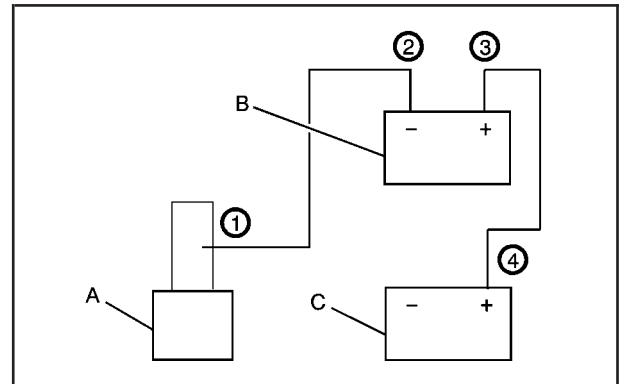 ② ③
B
− +
①
④
A
C
− +